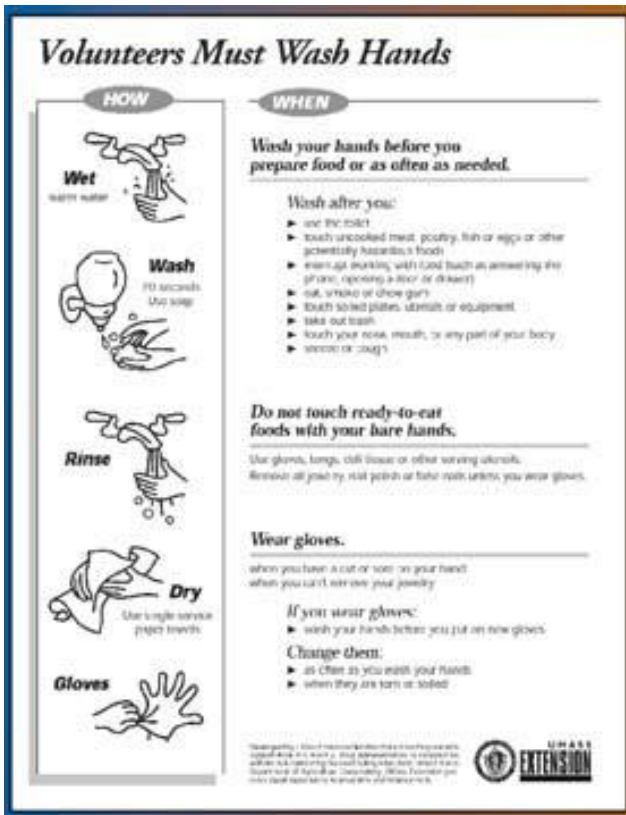 Volunteers Must Wash Hands
HOW
Wet
warm water
Wash
20 seconds
Use soap
Rinse
Dry
Use single-service
paper towels
Gloves
WHEN
Wash your hands before you
prepare food or as often as needed.
Wash after you:
► use the toilet
► touch uncooked meat, poultry, fish or eggs or other
potentially hazardous foods
► interrupt working with food (such as answering the
phone, opening a door or drawer)
► eat, smoke or chew gum
► touch soiled plates, utensils or equipment
► take out trash
► touch your nose, mouth, or any part of your body
► sneeze or cough
Do not touch ready-to-eat
foods with your bare hands.
Use gloves, tongs, deli tissue or other serving utensils.
Remove all jewelry, nail polish or false nails unless you wear gloves.
Wear gloves.
when you have a cut or sore on your hand
when you can't remove your jewelry
If you wear gloves:
► wash your hands before you put on new gloves
Change them:
► as often as you wash your hands
► when they are torn or soiled
UMASS
EXTENSION